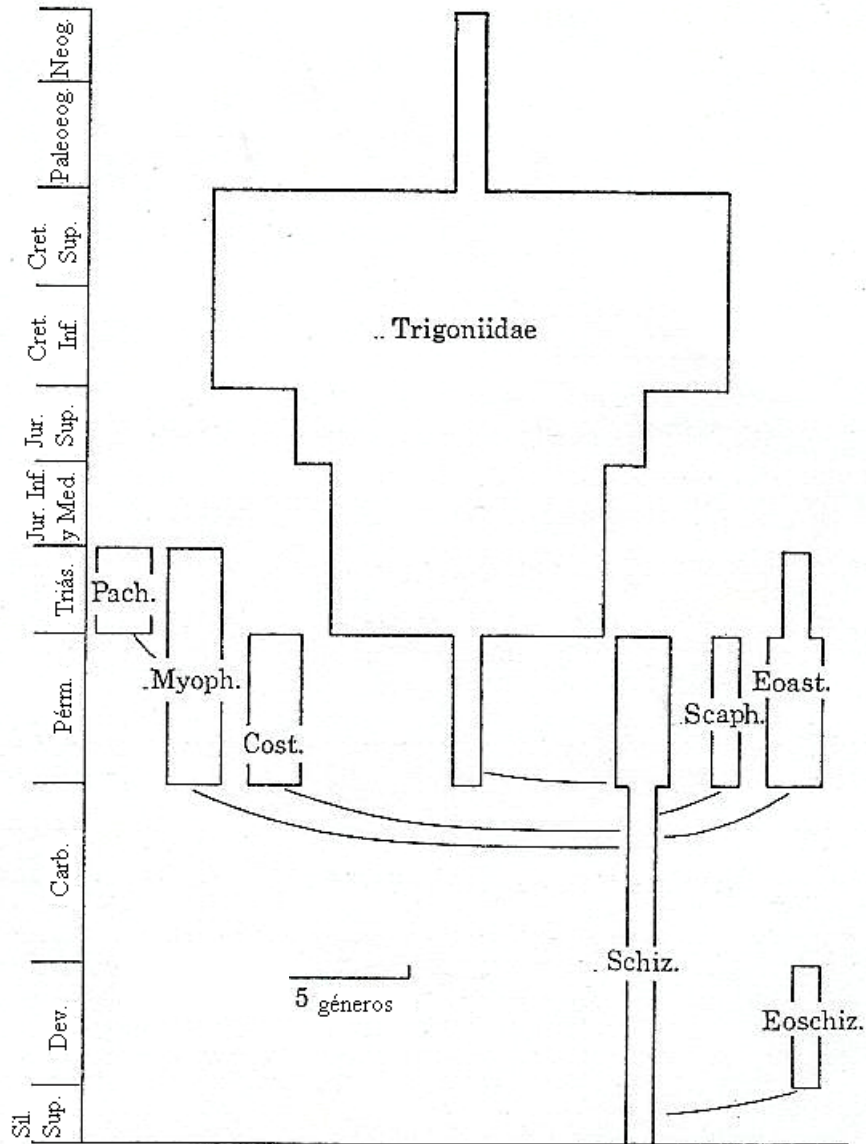 Neog.
Paleoeog.
Cret.
Sup.
Cret.
Inf.
Jur.
Sup.
Jur. Inf.
y Med.
Triás.
Pérm.
Carb.
Dev.
Sil.
Sup.
.. Trigoniidae
Pach.
.Myoph.
Cost.
.Scaph.
Eoast.
. Schiz.
Eoschiz.
5 géneros